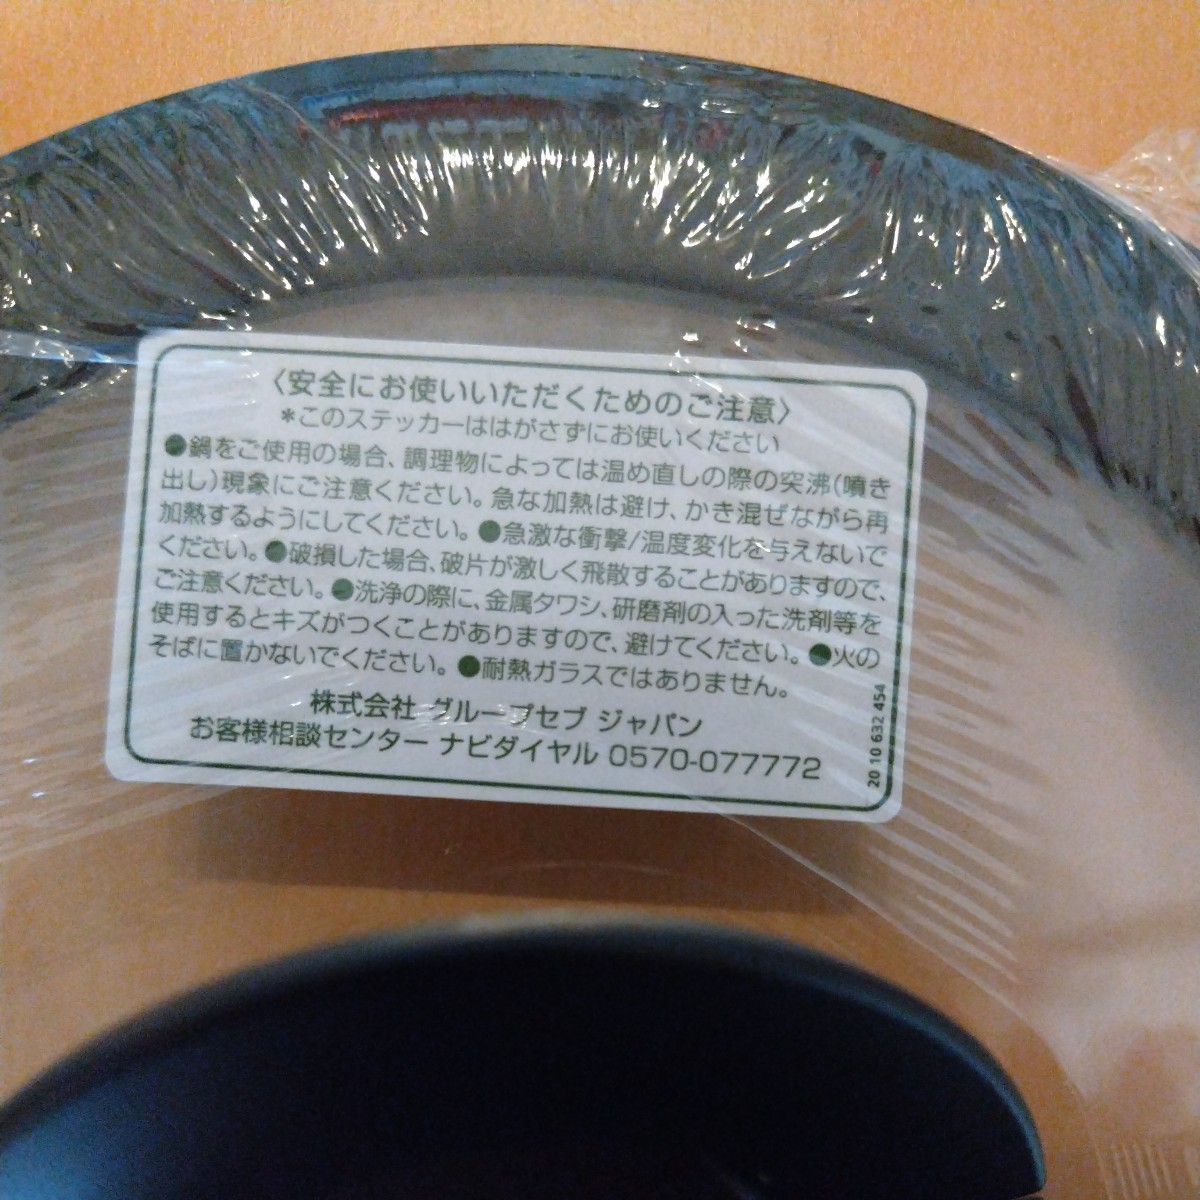 〈安全にお使いいただくためのご注意〉
*このステッカーははがさずにお使いください
●鍋をご使用の場合、調理物によっては温め直しの際の突沸(噴き
出し)現象にご注意ください。急な加熱は避け、かき混ぜながら再
加熱するようにしてください。●急激な衝撃/温度変化を与えないで
ください。●破損した場合、破片が激しく飛散することがありますので、
ご注意ください。●洗浄の際に、金属タワシ、研磨剤の入った洗剤等を
使用するとキズがつくことがありますので、避けてください。●火の
そばに置かないでください。●耐熱ガラスではありません。
株式会社 グループセブ ジャパン
お客様相談センター ナビダイヤル 0570-077772
20 10 632 454